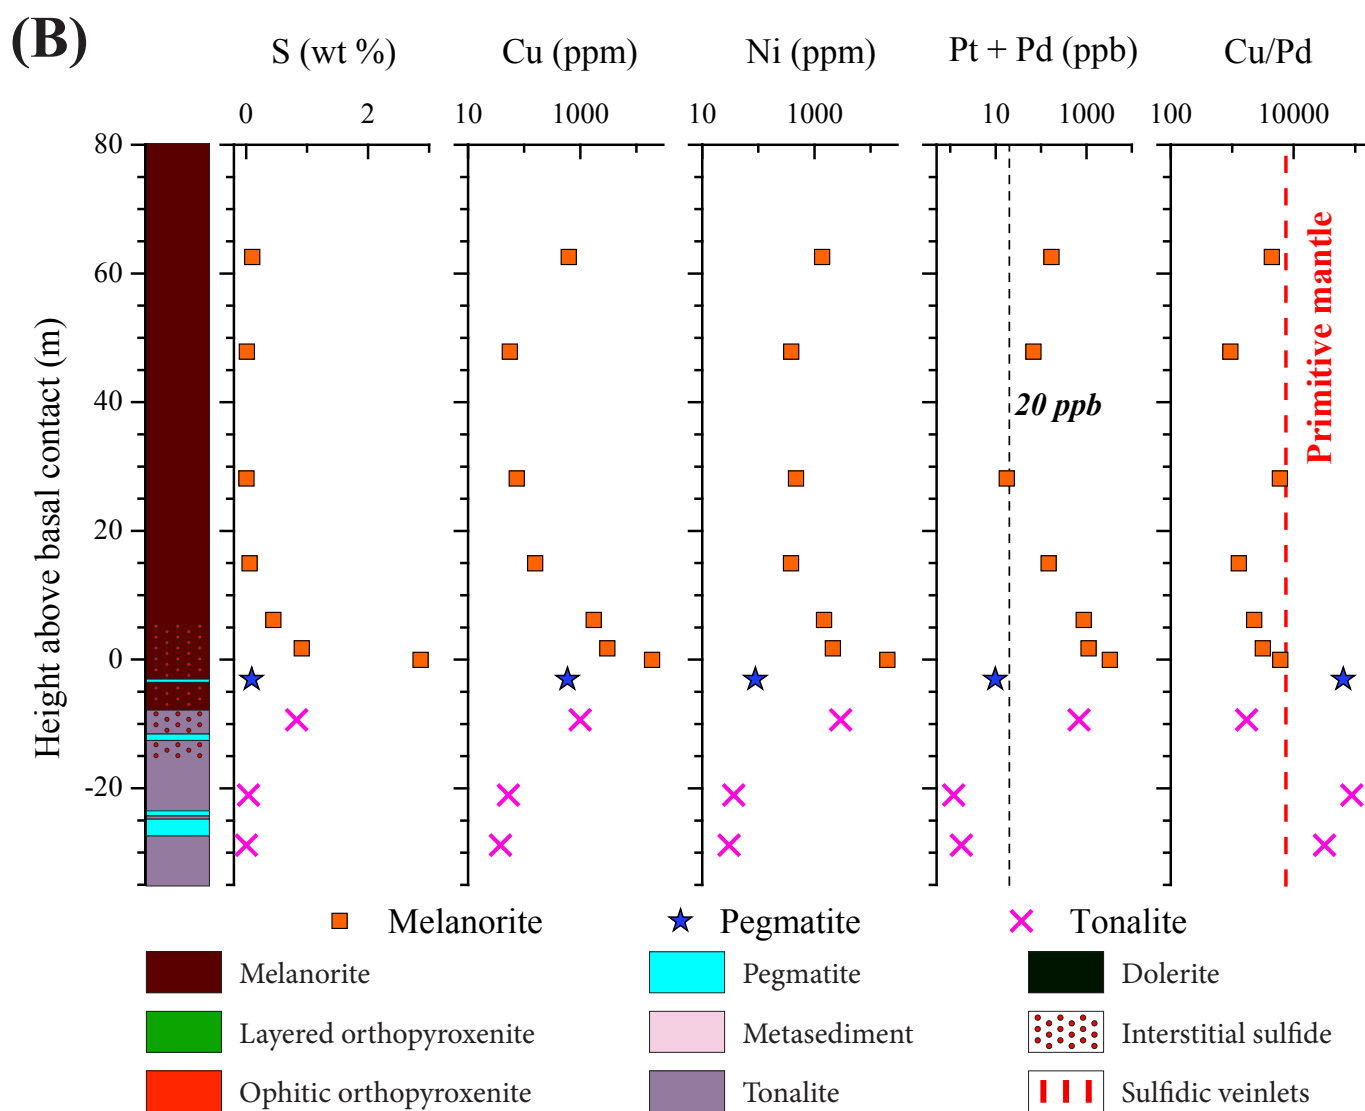 (B)
S (wt %) Cu (ppm) Ni (ppm) Pt + Pd (ppb) Cu/Pd
0 2 10 1000 10 1000 10 1000 100 10000
80
60
40
20
0
-20
Height above basal contact (m)
20 ppb
Primitive mantle
Melanorite Pegmatite Tonalite
Melanorite Pegmatite Dolerite
Layered orthopyroxenite Metasediment Interstitial sulfide
Ophitic orthopyroxenite Tonalite Sulfidic veinlets